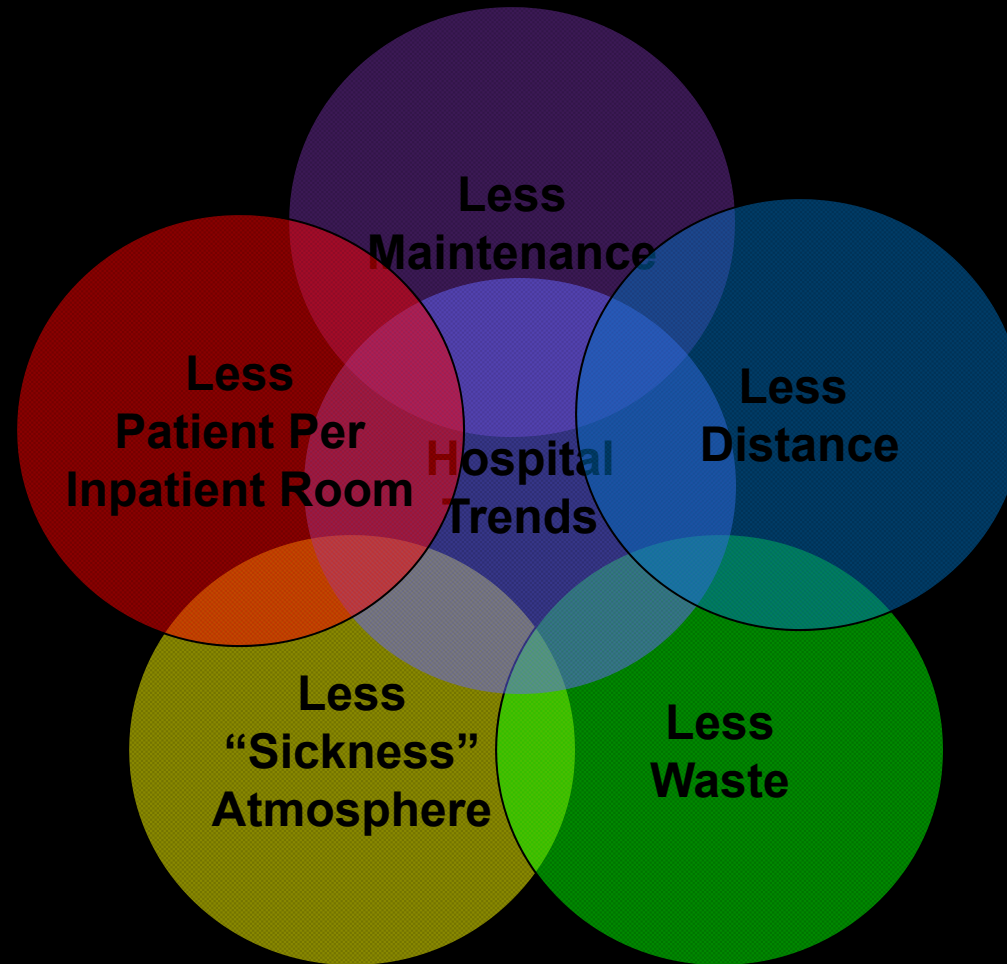 Less
Maintenance
Less
Patient Per
Inpatient Room
Hospital
Trends
Less
Distance
Less
“Sickness”
Atmosphere
Less
Waste